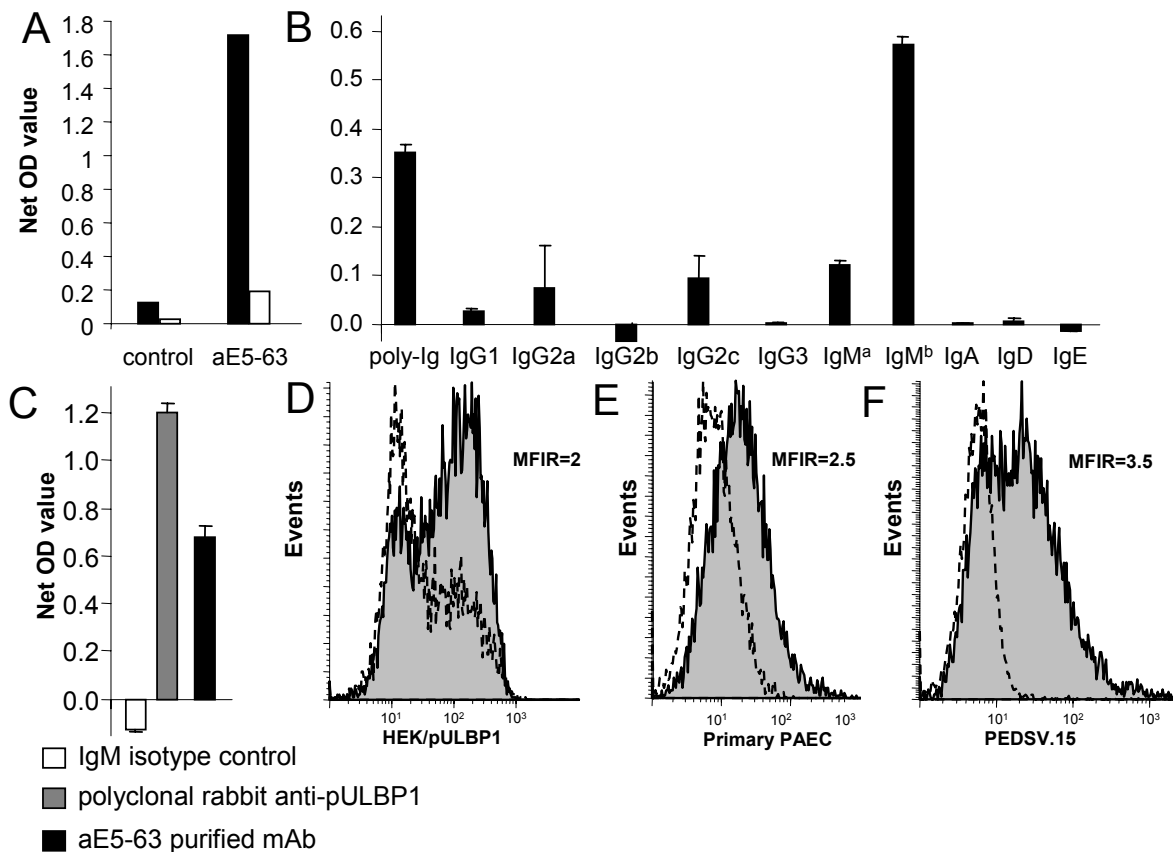 A
Net OD value
1.8
1.6
1.4
1.2
1
0.8
0.6
0.4
0.2
0
control aE5-63
B
0.6
0.5
0.4
0.3
0.2
0.1
0.0
poly-Ig IgG1 IgG2a IgG2b IgG2c IgG3 IgMᵃ IgMᵇ IgA IgD IgE
C
Net OD value
1.2
1.0
0.8
0.6
0.4
0.2
0.0
D
Events
MFIR=2
10¹ 10² 10³
HEK/pULBP1
E
Events
MFIR=2.5
10¹ 10² 10³
Primary PAEC
F
Events
MFIR=3.5
10¹ 10² 10³
PEDSV.15
IgM isotype control
polyclonal rabbit anti-pULBP1
aE5-63 purified mAb